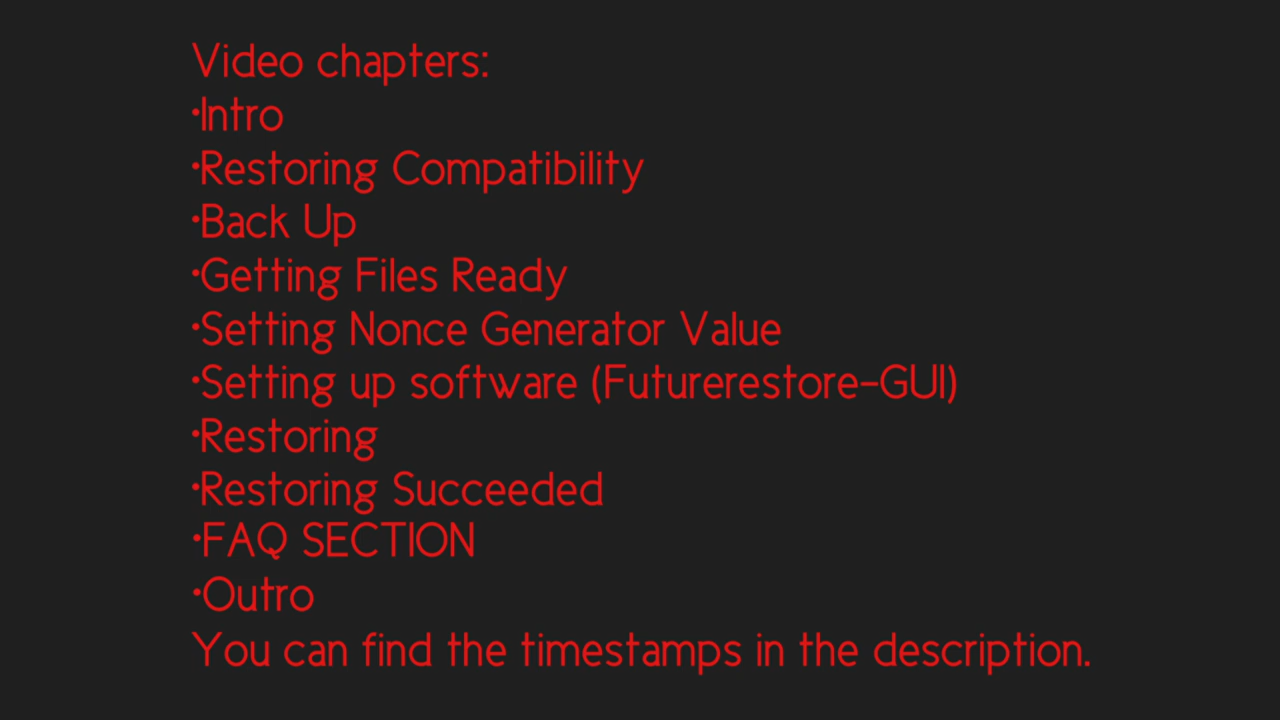 Video chapters:
•Intro
•Restoring Compatibility
•Back Up
•Getting Files Ready
•Setting Nonce Generator Value
•Setting up software (Futurerestore-GUI)
•Restoring
•Restoring Succeeded
•FAQ SECTION
•Outro
You can find the timestamps in the description.